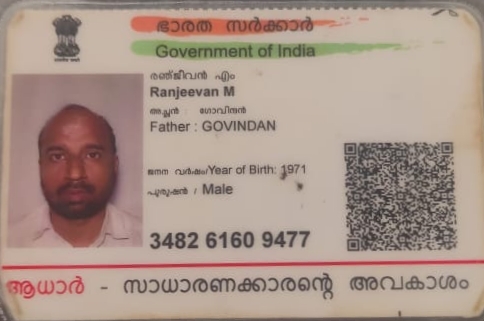 ഭാരത സർക്കാർ
Government of India
രഞ്ജീവൻ എം
Ranjeevan M
അച്ഛൻ : ഗോവിന്ദൻ
Father : GOVINDAN
ജനന വർഷം/Year of Birth: 1971
പുരുഷൻ / Male
3482 6160 9477
ആധാർ - സാധാരണക്കാരന്റെ അവകാശം